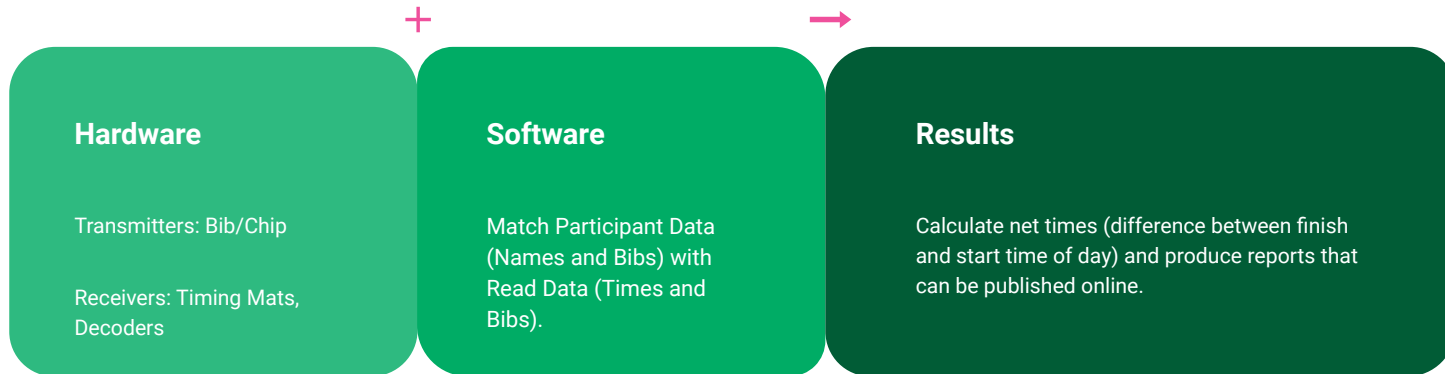 Hardware
Transmitters: Bib/Chip
Receivers: Timing Mats,
Decoders
Software
Match Participant Data
(Names and Bibs) with
Read Data (Times and
Bibs).
Results
Calculate net times (difference between finish
and start time of day) and produce reports that
can be published online.